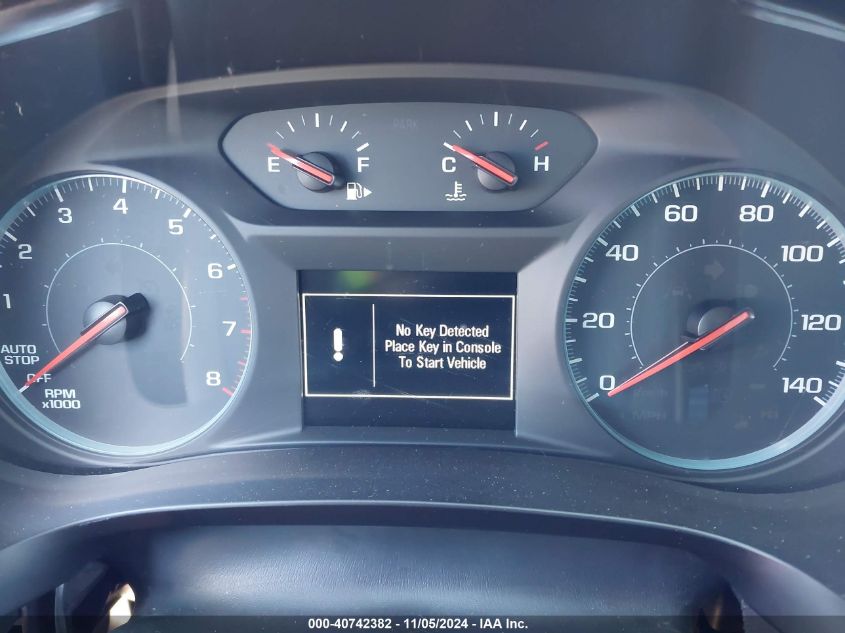 PARK
E F
C H
1 2 3 4 5 6 7 8
AUTO
STOP
OFF
RPM
x1000
No Key Detected
Place Key in Console
To Start Vehicle
0 20 40 60 80 100 120 140
MPH
000-40742382 - 11/05/2024 - IAA Inc.